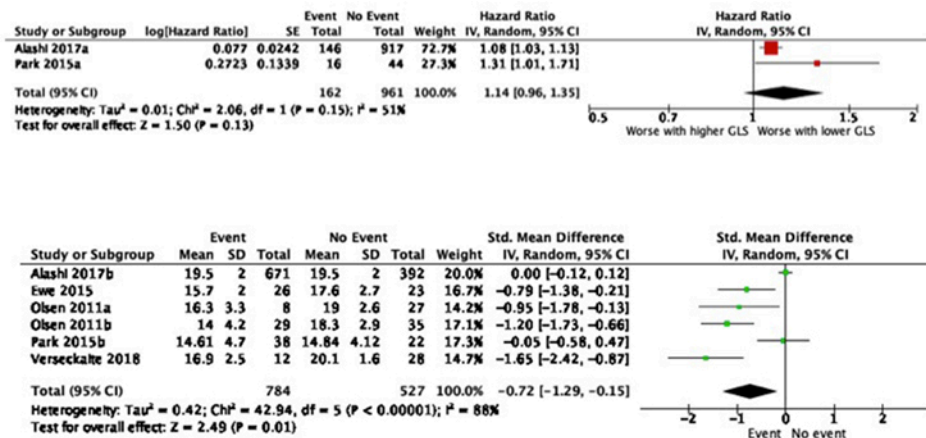 Event No Event Hazard Ratio Hazard Ratio
Study or Subgroup log[Hazard Ratio] SE Total Total Weight IV, Random, 95% CI IV, Random, 95% CI
Alashi 2017a 0.077 0.0242 146 917 72.7% 1.08 [1.03, 1.13]
Park 2015a 0.2723 0.1339 16 44 27.3% 1.31 [1.01, 1.71]
Total (95% CI) 162 961 100.0% 1.14 [0.96, 1.35]
Heterogeneity: Tau² = 0.01; Chi² = 2.06, df = 1 (P = 0.15); I² = 51%
Test for overall effect: Z = 1.50 (P = 0.13)
0.5 0.7 1 1.5 2
Worse with higher GLS Worse with lower GLS
Event No Event Std. Mean Difference Std. Mean Difference
Study or Subgroup Mean SD Total Mean SD Total Weight IV, Random, 95% CI IV, Random, 95% CI
Alashi 2017b 19.5 2 671 19.5 2 392 20.0% 0.00 [-0.12, 0.12]
Ewe 2015 15.7 2 26 17.6 2.7 23 16.7% -0.79 [-1.38, -0.21]
Olsen 2011a 16.3 3.3 8 19 2.6 27 14.2% -0.95 [-1.78, -0.13]
Olsen 2011b 14 4.2 29 18.3 2.9 35 17.1% -1.20 [-1.73, -0.66]
Park 2015b 14.61 4.7 38 14.84 4.12 22 17.3% -0.05 [-0.58, 0.47]
Verseckaite 2018 16.9 2.5 12 20.1 1.6 28 14.7% -1.65 [-2.42, -0.87]
Total (95% CI) 784 527 100.0% -0.72 [-1.29, -0.15]
Heterogeneity: Tau² = 0.42; Chi² = 42.94, df = 5 (P < 0.00001); I² = 88%
Test for overall effect: Z = 2.49 (P = 0.01)
-2 -1 0 1 2
Event No event